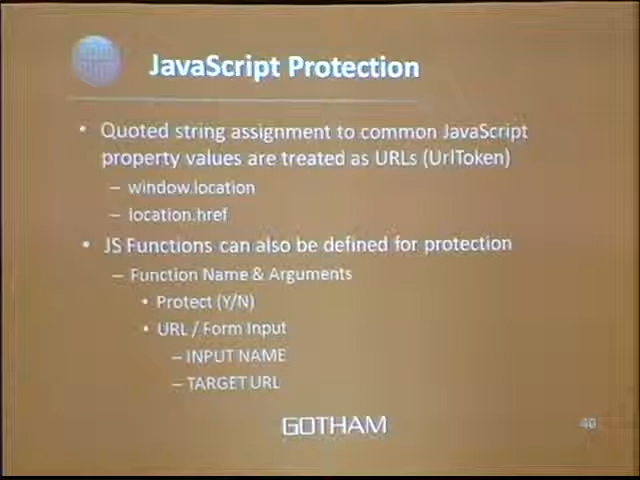 JavaScript Protection
• Quoted string assignment to common JavaScript
property values are treated as URLs (UrlToken)
– window.location
– location.href
• JS Functions can also be defined for protection
– Function Name & Arguments
• Protect (Y/N)
• URL / Form Input
– INPUT NAME
– TARGET URL
GOTHAM
40